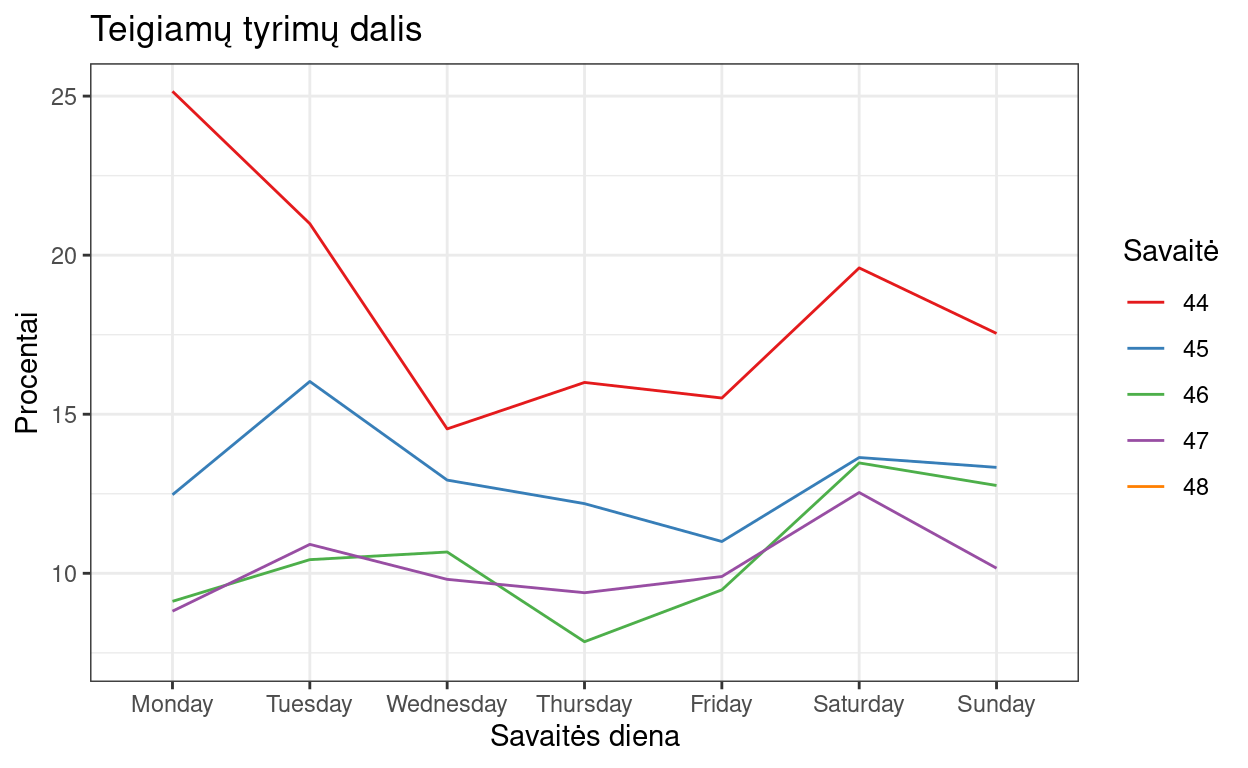 Teigiamų tyrimų dalis
Procentai
25
20
15
10
Monday Tuesday Wednesday Thursday Friday Saturday Sunday
Savaitės diena
Savaitė
44
45
46
47
48